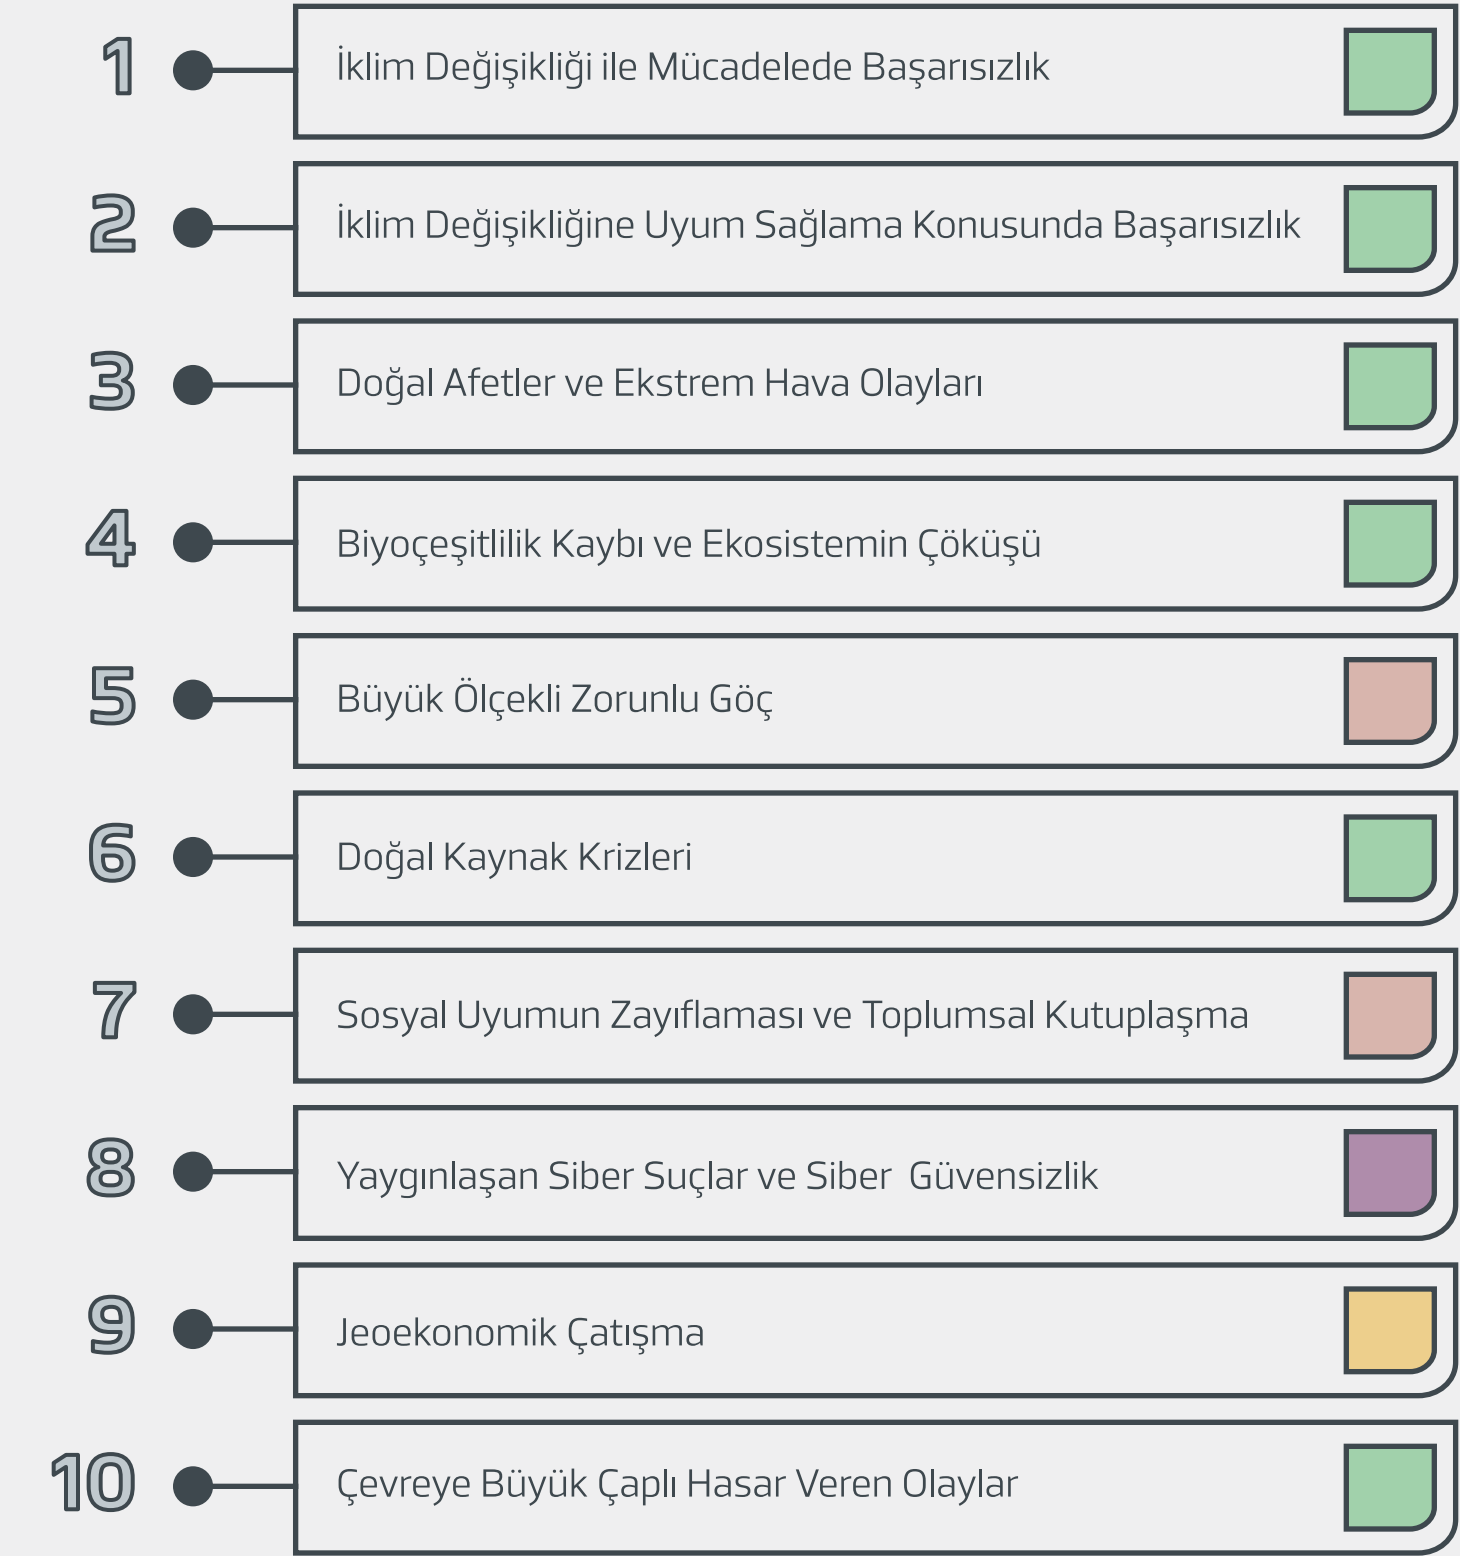 1 İklim Değişikliği ile Mücadelede Başarısızlık
2 İklim Değişikliğine Uyum Sağlama Konusunda Başarısızlık
3 Doğal Afetler ve Ekstrem Hava Olayları
4 Biyoçeşitlilik Kaybı ve Ekosistemin Çöküşü
5 Büyük Ölçekli Zorunlu Göç
6 Doğal Kaynak Krizleri
7 Sosyal Uyumun Zayıflaması ve Toplumsal Kutuplaşma
8 Yaygınlaşan Siber Suçlar ve Siber Güvensizlik
9 Jeoekonomik Çatışma
10 Çevreye Büyük Çaplı Hasar Veren Olaylar